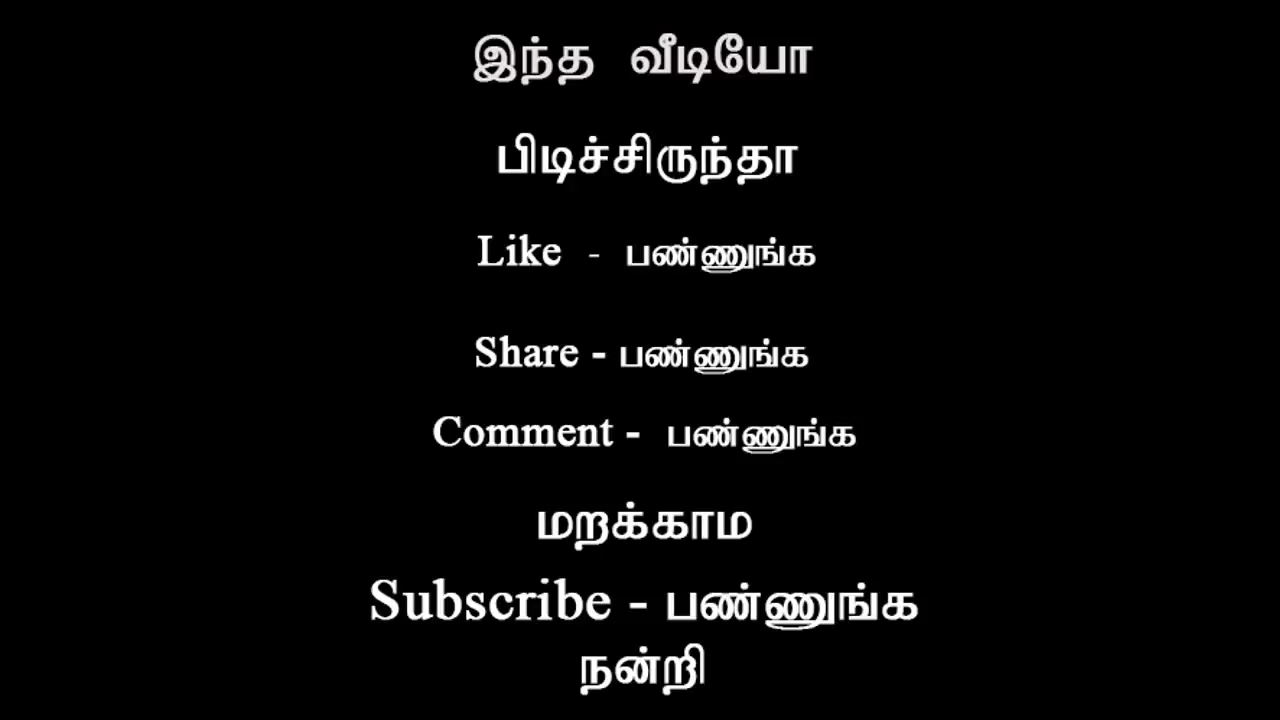 இந்த வீடியோ
பிடிச்சிருந்தா
Like - பண்ணுங்க
Share - பண்ணுங்க
Comment - பண்ணுங்க
மறக்காம
Subscribe - பண்ணுங்க
நன்றி